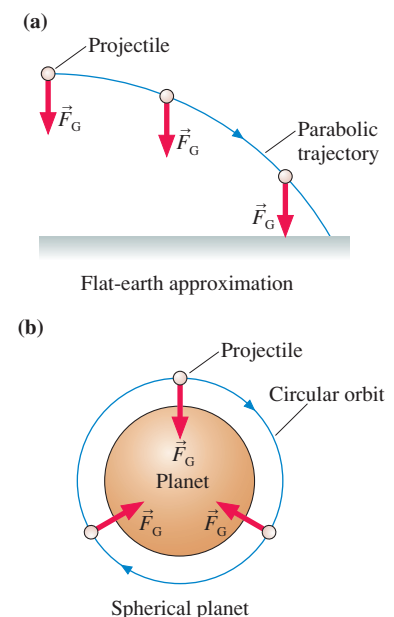 (a)
Projectile
F⃗G
F⃗G
Parabolic
trajectory
F⃗G
Flat-earth approximation
(b)
Projectile
Circular orbit
F⃗G
Planet
F⃗G
F⃗G
Spherical planet